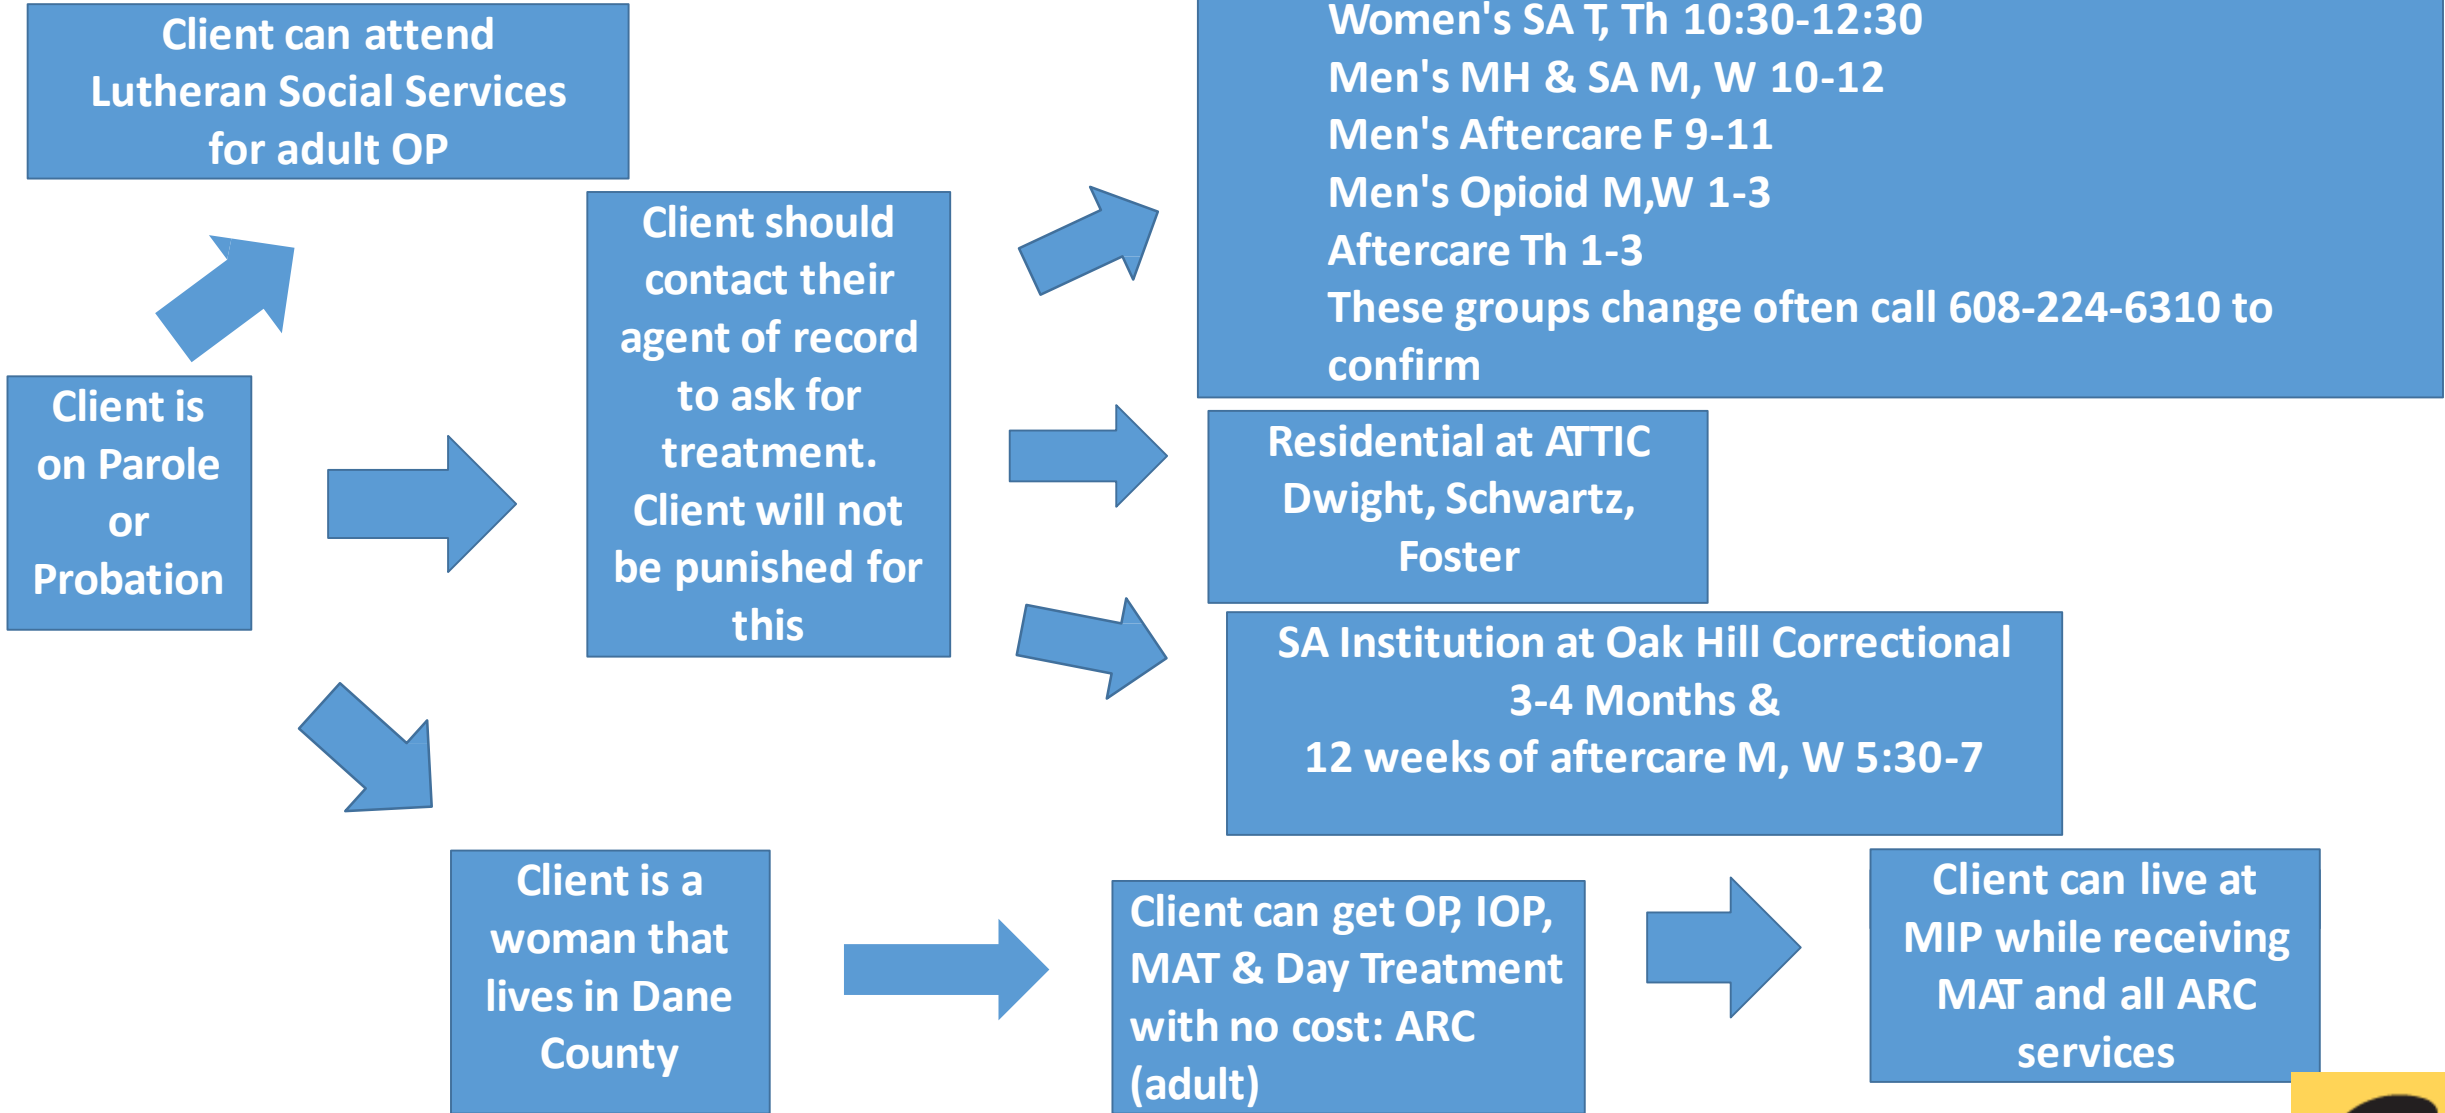 Client can attend
Lutheran Social Services
for adult OP
Women's SA T, Th 10:30-12:30
Men's MH & SA M, W 10-12
Men's Aftercare F 9-11
Men's Opioid M,W 1-3
Aftercare Th 1-3
These groups change often call 608-224-6310 to
confirm
Client should
contact their
agent of record
to ask for
treatment.
Client will not
be punished for
this
Client is
on Parole
or
Probation
Residential at ATTIC
Dwight, Schwartz,
Foster
SA Institution at Oak Hill Correctional
3-4 Months &
12 weeks of aftercare M, W 5:30-7
Client is a
woman that
lives in Dane
County
Client can get OP, IOP,
MAT & Day Treatment
with no cost: ARC
(adult)
Client can live at
MIP while receiving
MAT and all ARC
services